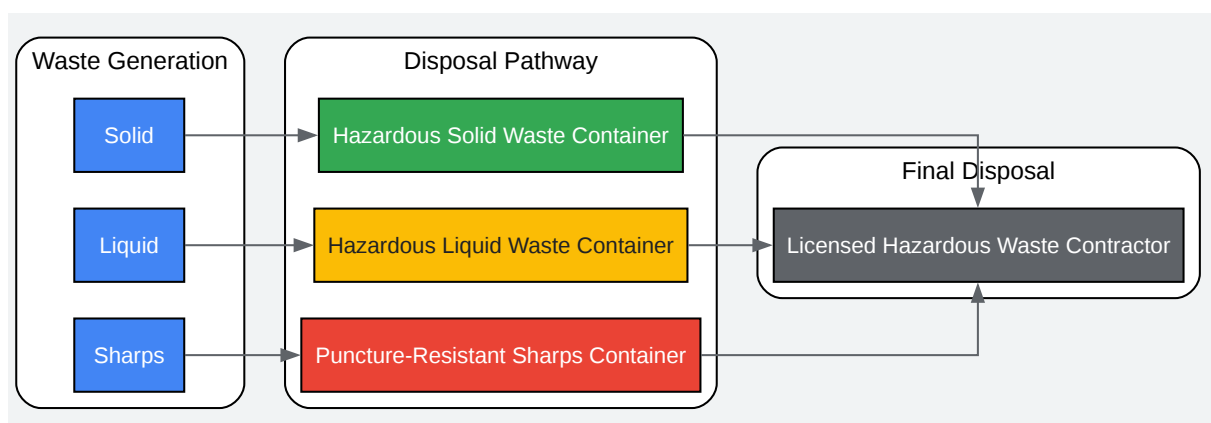 Waste Generation
Solid
Liquid
Sharps
Disposal Pathway
Hazardous Solid Waste Container
Hazardous Liquid Waste Container
Puncture-Resistant Sharps Container
Final Disposal
Licensed Hazardous Waste Contractor